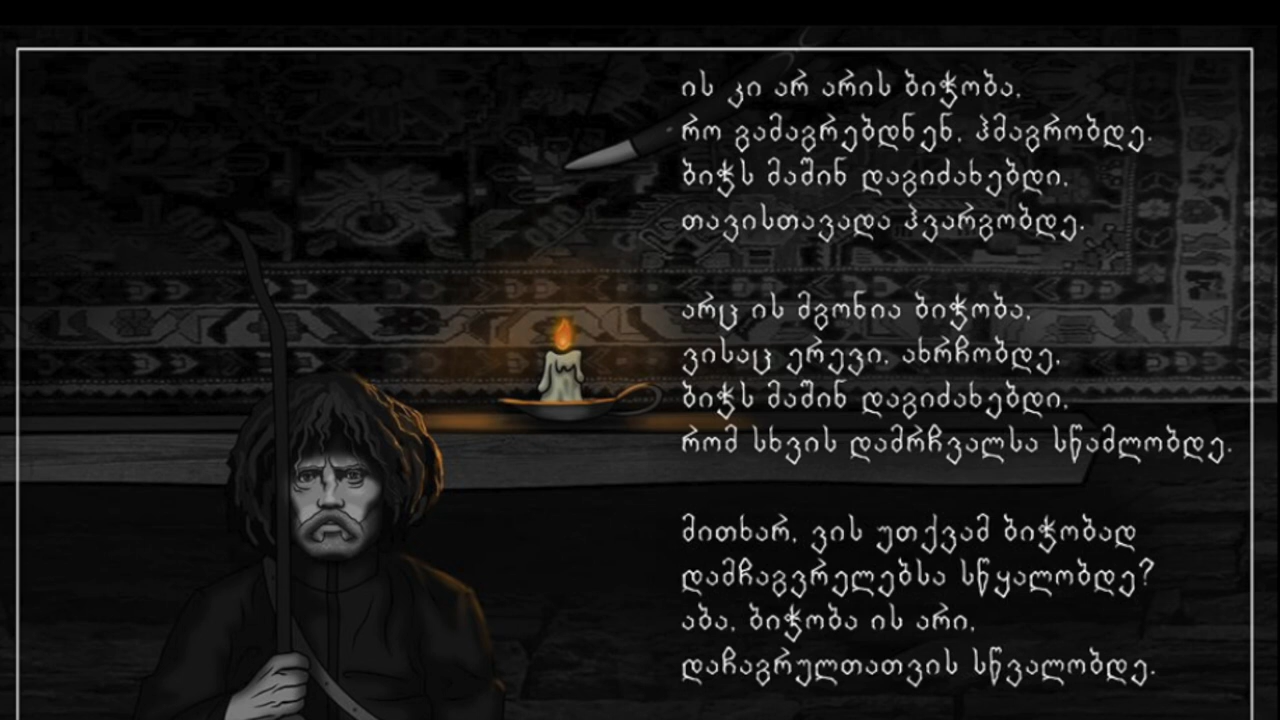 ის კი არ არის ბიჭობა,
რო გამაგრებდნენ, ჰმაგრობდე.
ბიჭს მაშინ დაგიძახებდი,
თავისთავადა ჰვარგობდე.
არც ის მგონია ბიჭობა,
ვისაც ერევი, ახრჩობდე,
ბიჭს მაშინ დაგიძახებდი,
რომ სხვის დამრჩვალსა სწამლობდე.
მითხარ, ვის უთქვამ ბიჭობად
დამჩაგვრელებსა სწყალობდე?
აბა, ბიჭობა ის არი,
დაჩაგრულთათვის სწვალობდე.